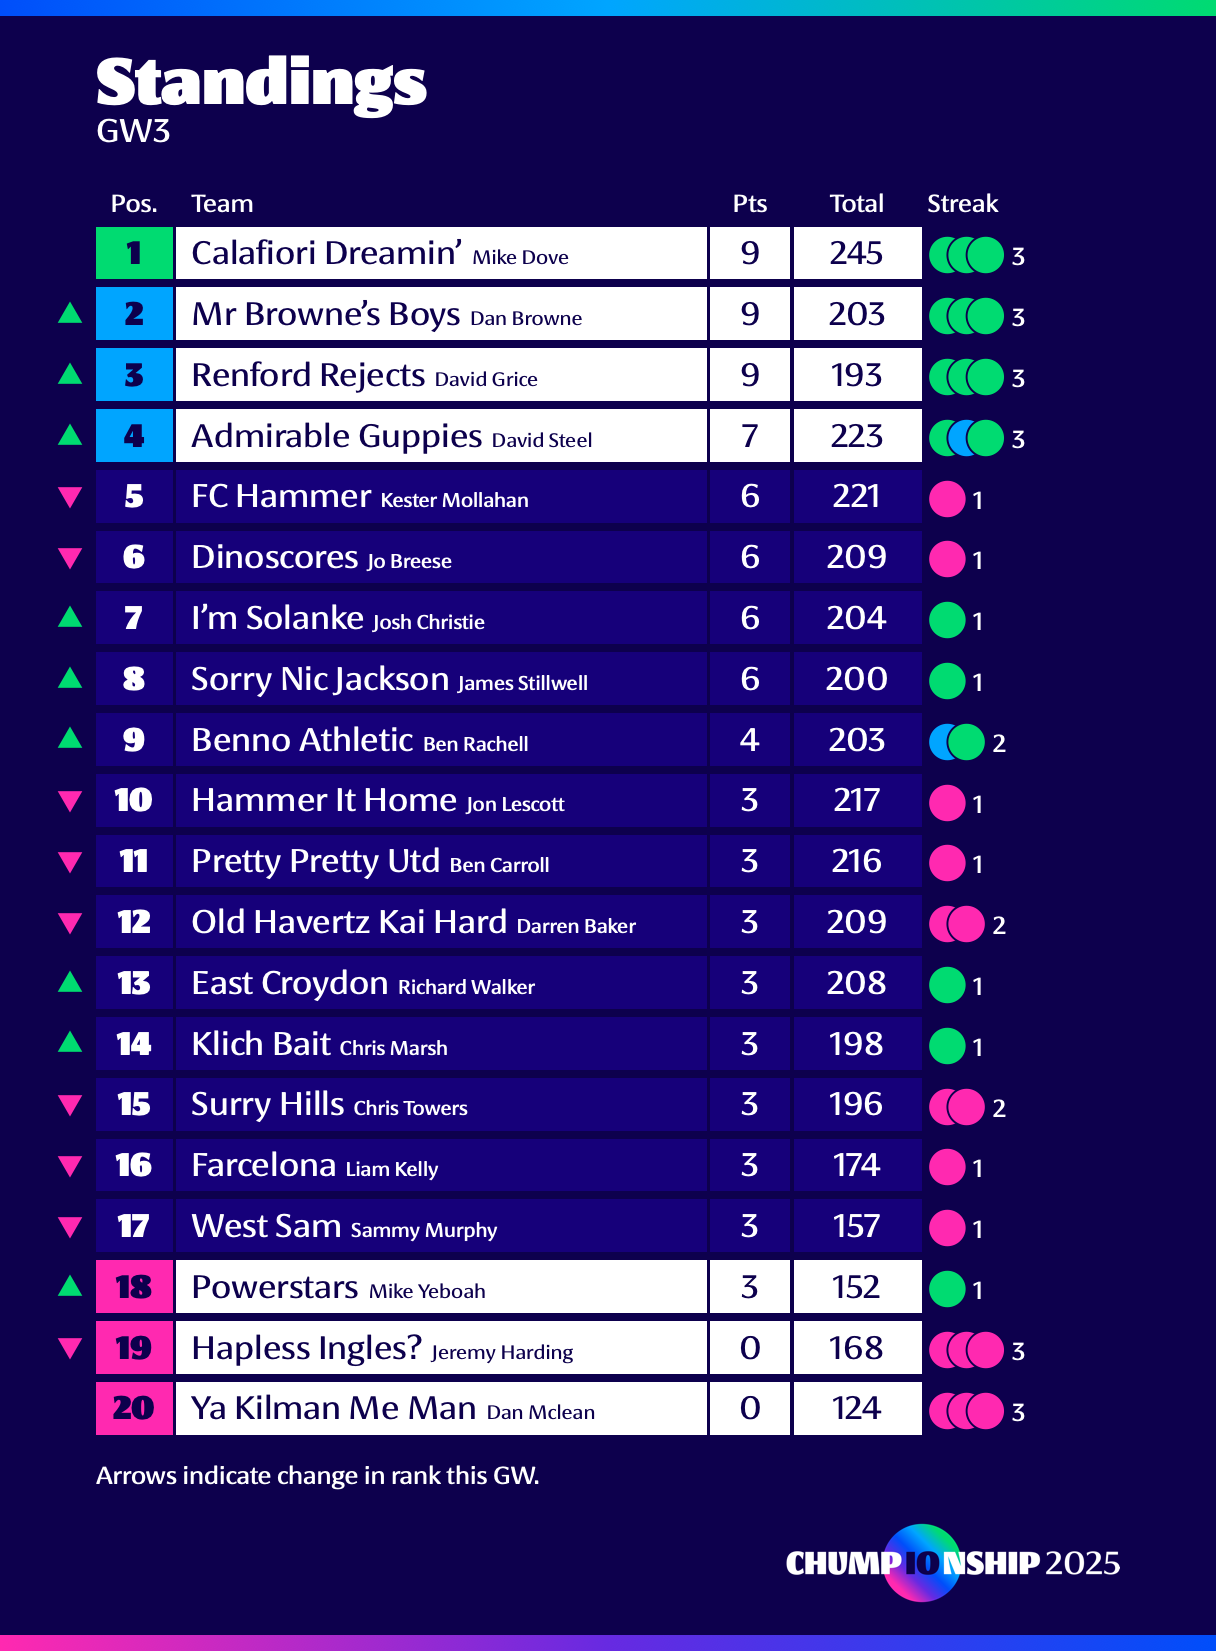 Standings
GW3
Pos. Team Pts Total Streak
1 Calafiori Dreamin’ Mike Dove 9 245 3
2 Mr Browne’s Boys Dan Browne 9 203 3
3 Renford Rejects David Grice 9 193 3
4 Admirable Guppies David Steel 7 223 3
5 FC Hammer Kester Mollahan 6 221 1
6 Dinoscores Jo Breese 6 209 1
7 I’m Solanke Josh Christie 6 204 1
8 Sorry Nic Jackson James Stillwell 6 200 1
9 Benno Athletic Ben Rachell 4 203 2
10 Hammer It Home Jon Lescott 3 217 1
11 Pretty Pretty Utd Ben Carroll 3 216 1
12 Old Havertz Kai Hard Darren Baker 3 209 2
13 East Croydon Richard Walker 3 208 1
14 Klich Bait Chris Marsh 3 198 1
15 Surry Hills Chris Towers 3 196 2
16 Farcelona Liam Kelly 3 174 1
17 West Sam Sammy Murphy 3 157 1
18 Powerstars Mike Yeboah 3 152 1
19 Hapless Ingles? Jeremy Harding 0 168 3
20 Ya Kilman Me Man Dan Mclean 0 124 3
Arrows indicate change in rank this GW.
CHUMPIONSHIP 2025